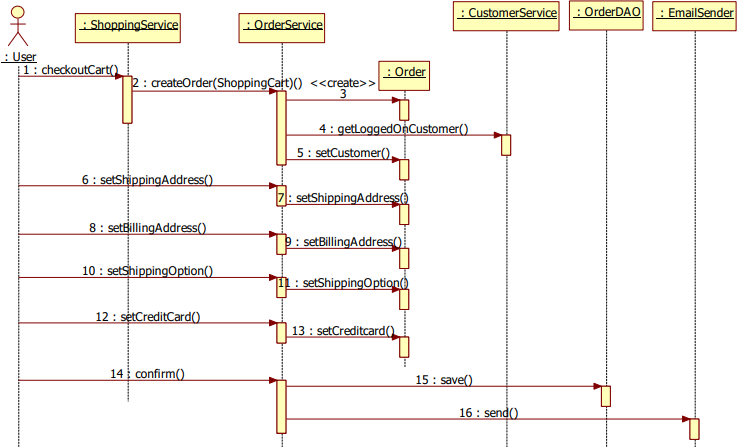 : ShoppingService
: OrderService
: CustomerService
: OrderDAO
: EmailSender
: User
1 : checkoutCart()
2 : createOrder(ShoppingCart)()
<<create>>
: Order
3
4 : getLoggedOnCustomer()
5 : setCustomer()
6 : setShippingAddress()
7 : setShippingAddress()
8 : setBillingAddress()
9 : setBillingAddress()
10 : setShippingOption()
11 : setShippingOption()
12 : setCreditCard()
13 : setCreditcard()
14 : confirm()
15 : save()
16 : send()